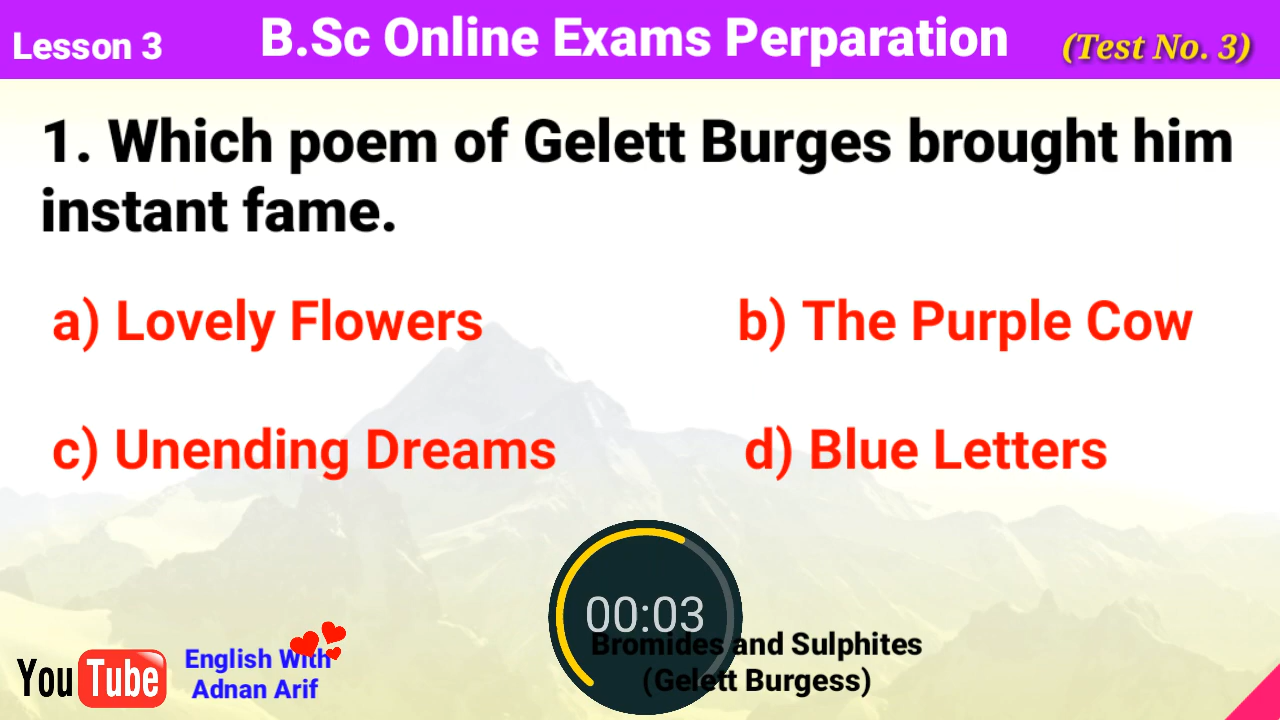 Lesson 3
B.Sc Online Exams Perparation
(Test No. 3)
1. Which poem of Gelett Burges brought him
instant fame.
a) Lovely Flowers
b) The Purple Cow
c) Unending Dreams
d) Blue Letters
00:03
Bromides and Sulphites
(Gelett Burgess)
YouTube
English With
Adnan Arif